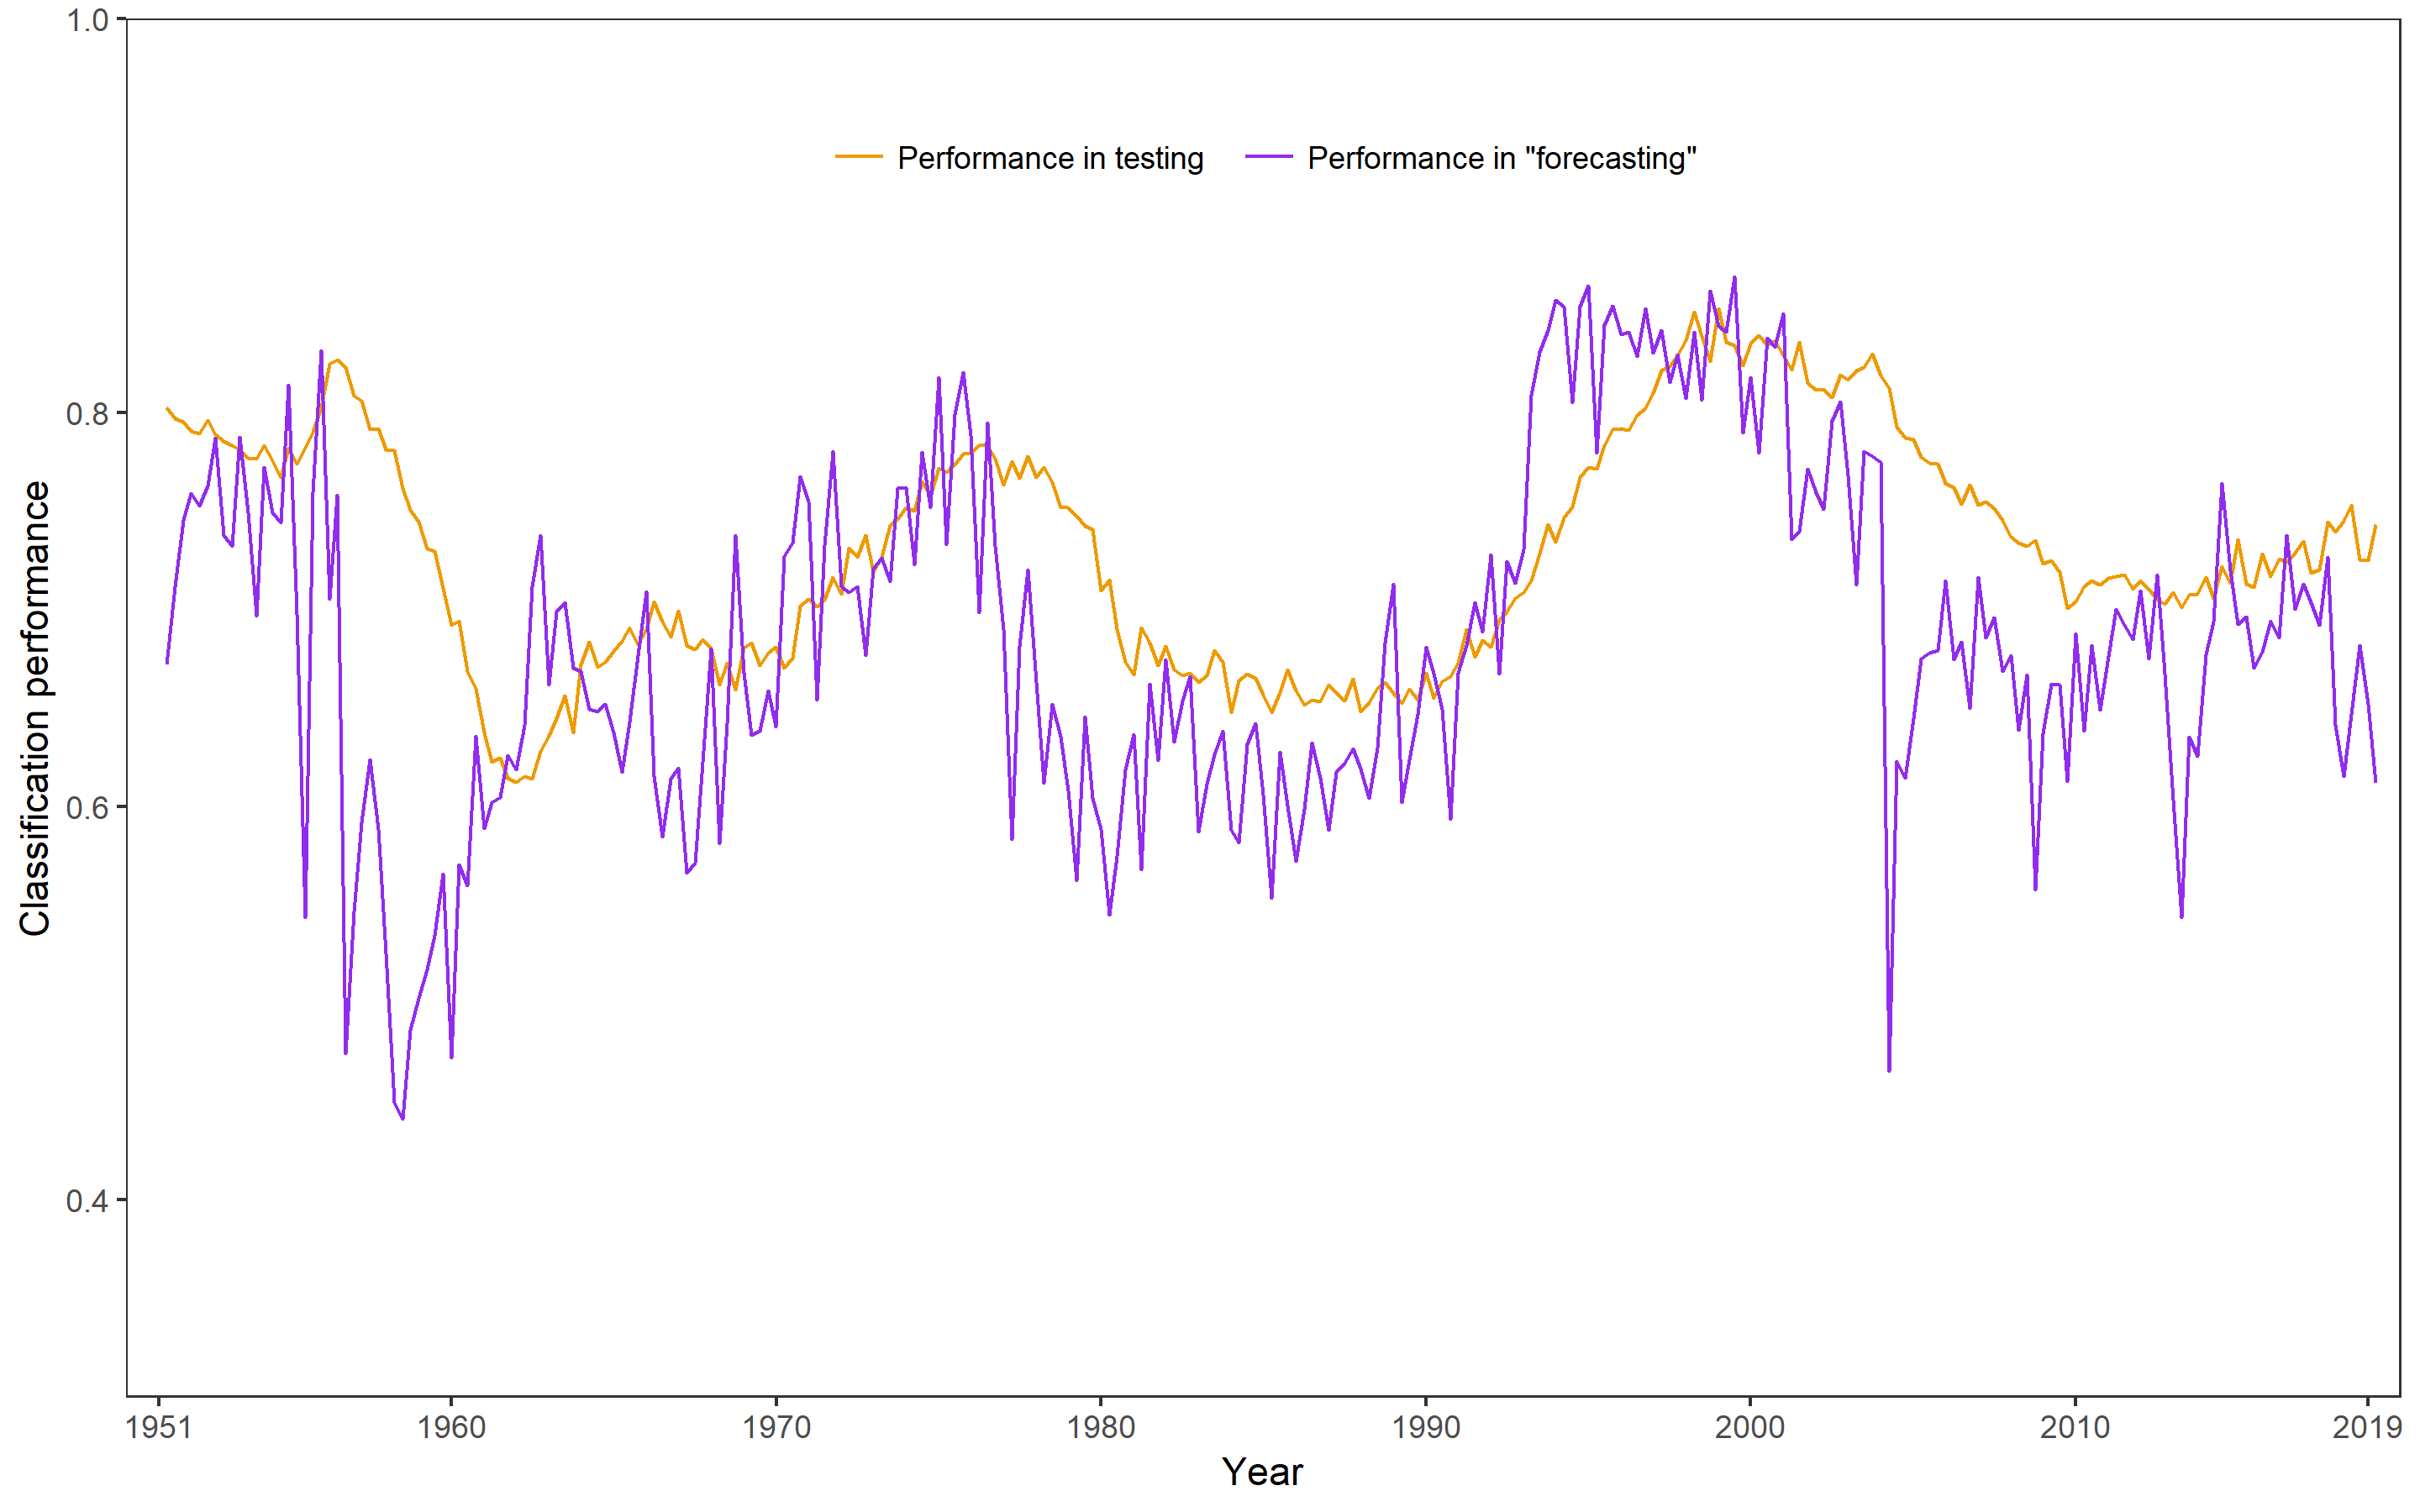 1.0
0.8
0.6
0.4
Classification performance
Performance in testing
Performance in "forecasting"
1951 1960 1970 1980 1990 2000 2010 2019
Year